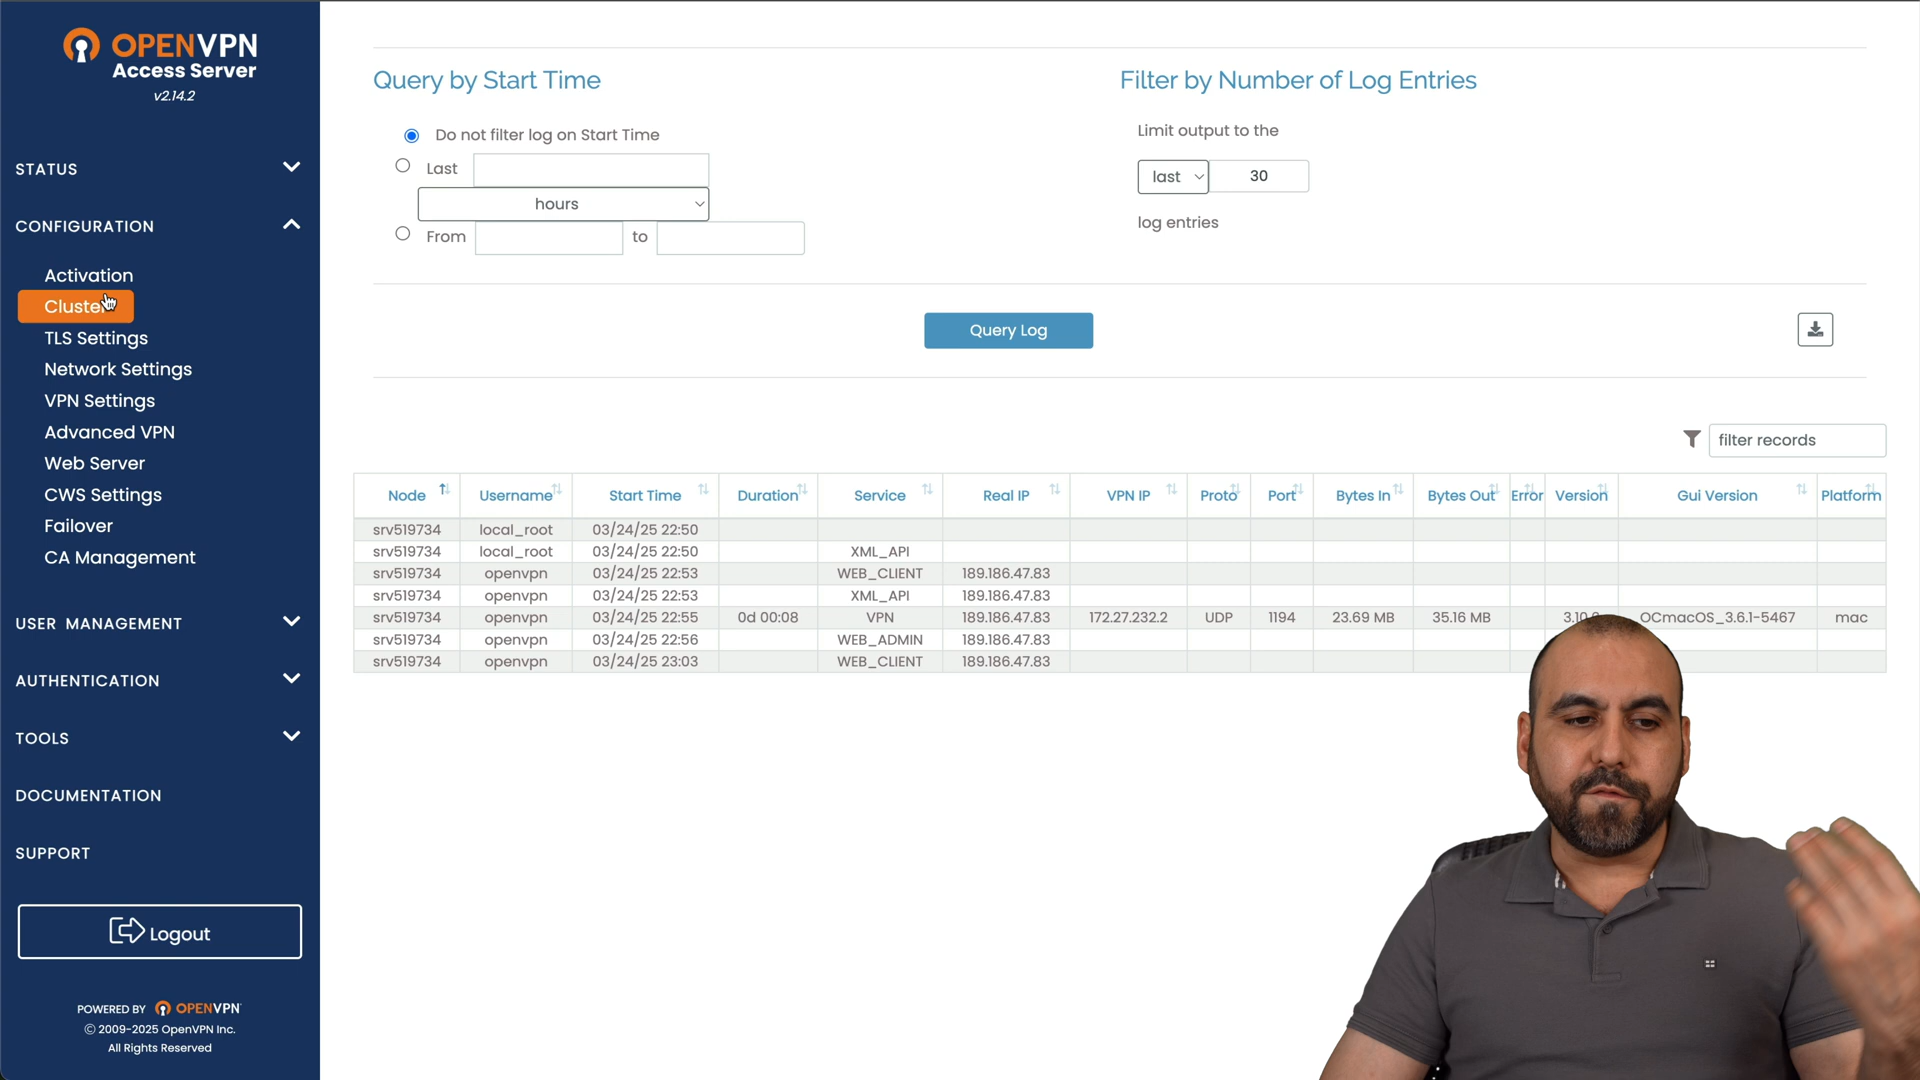 OPENVPN
Access Server
v2.14.2
STATUS
CONFIGURATION
Activation
Cluster
TLS Settings
Network Settings
VPN Settings
Advanced VPN
Web Server
CWS Settings
Failover
CA Management
USER MANAGEMENT
AUTHENTICATION
TOOLS
DOCUMENTATION
SUPPORT
Logout
POWERED BY OPENVPN
© 2009-2025 OpenVPN Inc.
All Rights Reserved
Query by Start Time
Do not filter log on Start Time
Last
hours
From to
Filter by Number of Log Entries
Limit output to the
last 30
log entries
Query Log
filter records
Node Username Start Time Duration Service Real IP VPN IP Proto Port Bytes In Bytes Out Error Version Gui Version Platform
srv519734 local_root 03/24/25 22:50
srv519734 local_root 03/24/25 22:50 XML_API
srv519734 openvpn 03/24/25 22:53 WEB_CLIENT 189.186.47.83
srv519734 openvpn 03/24/25 22:53 XML_API 189.186.47.83
srv519734 openvpn 03/24/25 22:55 0d 00:08 VPN 189.186.47.83 172.27.232.2 UDP 1194 23.69 MB 35.16 MB OCmacOS_3.6.1-5467 mac
srv519734 openvpn 03/24/25 22:56 WEB_ADMIN 189.186.47.83
srv519734 openvpn 03/24/25 23:03 WEB_CLIENT 189.186.47.83